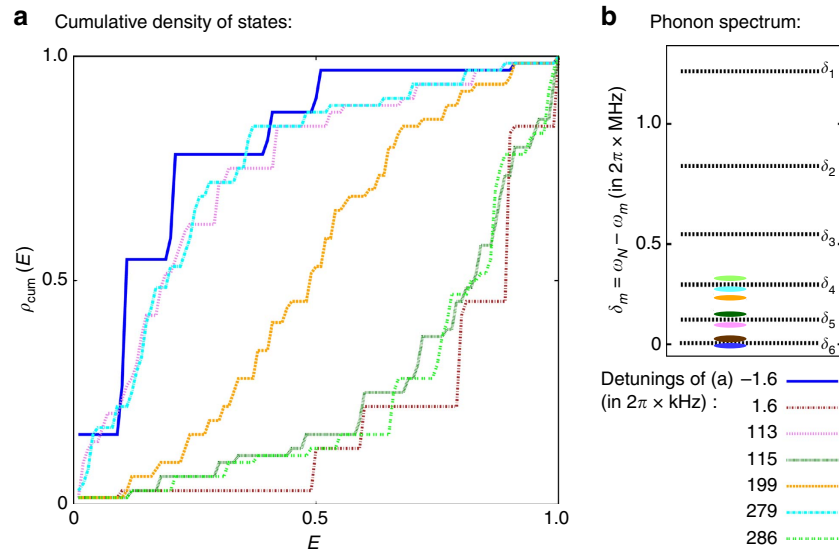 a Cumulative density of states:
1.0
0.5
0
ρcum (E)
0 0.5 1.0
E
b Phonon spectrum:
δm = ωN − ωm (in 2π × MHz)
1.0
0.5
0
δ1
δ2
δ3
δ4
δ5
δ6
Detunings of (a) −1.6
(in 2π × kHz) : 1.6
113
115
199
279
286